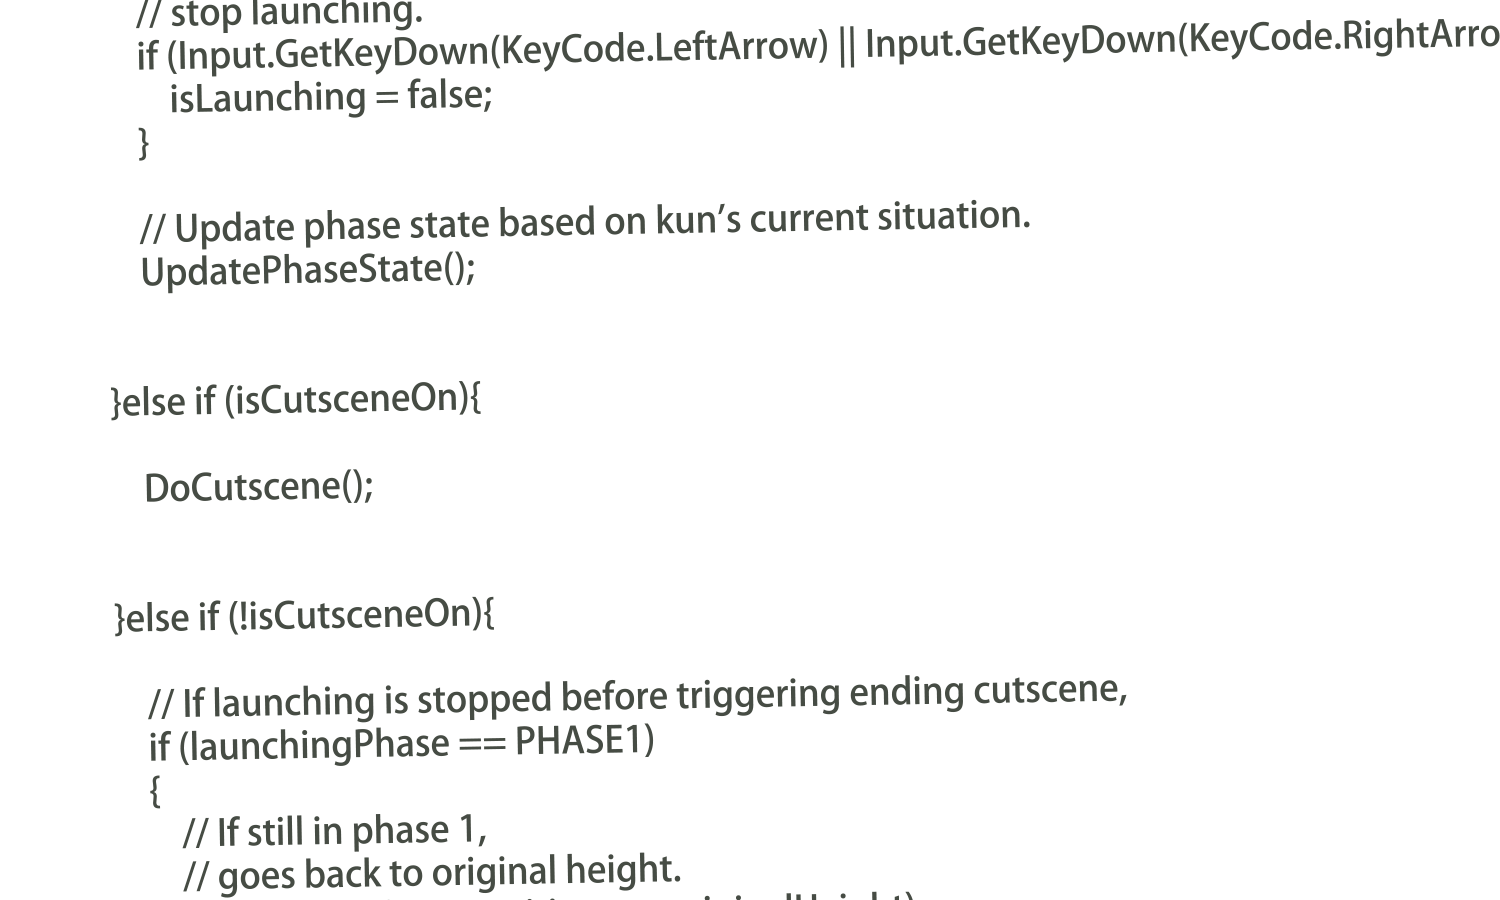 // stop launching.
if (Input.GetKeyDown(KeyCode.LeftArrow) || Input.GetKeyDown(KeyCode.RightArro
isLaunching = false;
}
// Update phase state based on kun’s current situation.
UpdatePhaseState();
}else if (isCutsceneOn){
DoCutscene();
}else if (!isCutsceneOn){
// If launching is stopped before triggering ending cutscene,
if (launchingPhase == PHASE1)
{
// If still in phase 1,
// goes back to original height.